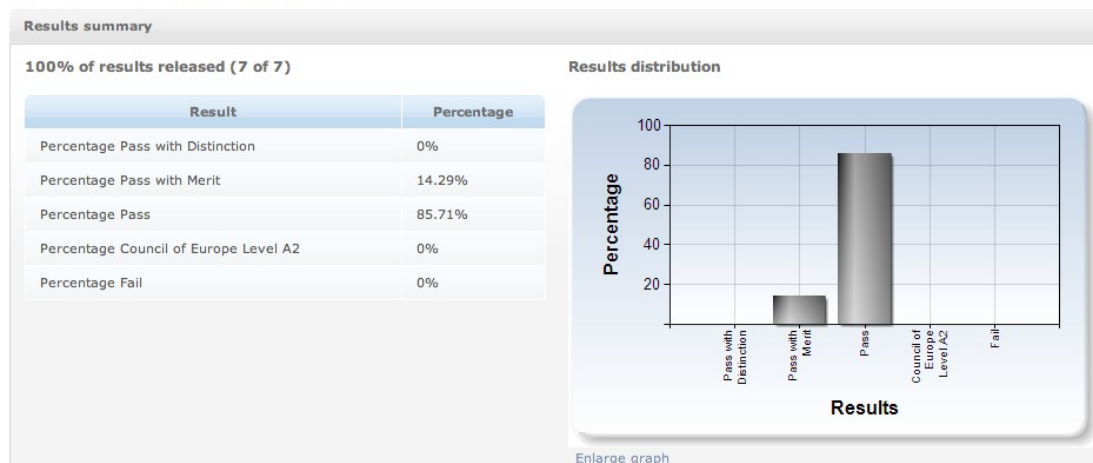 Results summary
100% of results released (7 of 7)
Result Percentage
Percentage Pass with Distinction 0%
Percentage Pass with Merit 14.29%
Percentage Pass 85.71%
Percentage Council of Europe Level A2 0%
Percentage Fail 0%
Results distribution
Percentage
100
80
60
40
20
Pass with
Distinction
Pass with
Merit
Pass
Council of
Europe
Level A2
Fail
Results
Enlarge graph